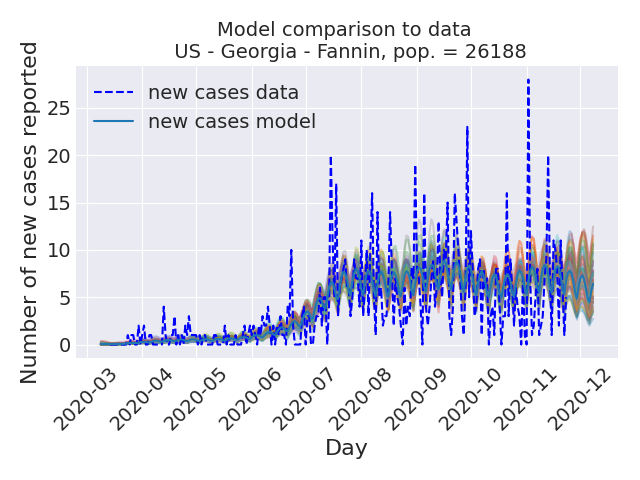 Model comparison to data
US - Georgia - Fannin, pop. = 26188
Number of new cases reported
new cases data
new cases model
25
20
15
10
5
0
2020-03
2020-04
2020-05
2020-06
2020-07
2020-08
2020-09
2020-10
2020-11
2020-12
Day